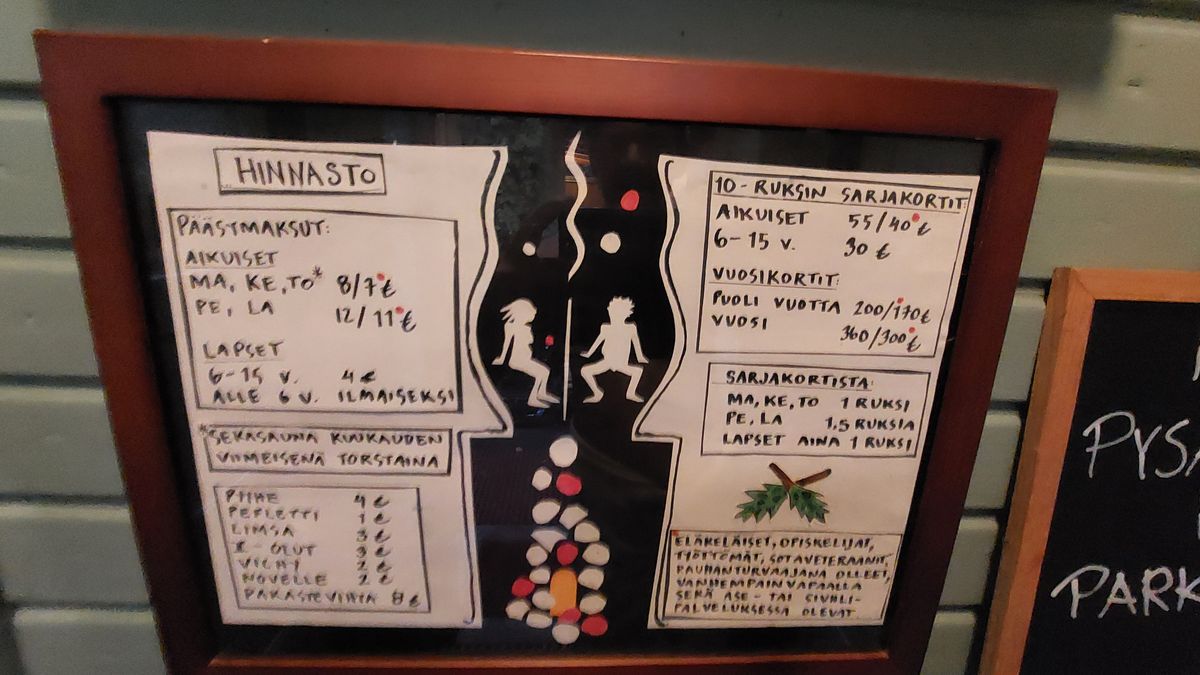 HINNASTO
PÄÄSTMAKSUT:
AIKUISET
MA, KE, TO* 8/7€
PE, LA 12/11€
LAPSET
6-15 v. 4€
ALLE 6 v. ILMAISEKSI
*SEKASAUNA KUUKAUDEN
VIIMEISENÄ TORSTAINA
PYYHE 4€
PEFLETTI 1€
LIMSA 3€
I-OLUT 3€
VICHY 2€
NOVELLE 2€
PAKASTEVIHTA 8€
10-RUKSIN SARJAKORTIT
AIKUISET 55/40€
6-15 v. 30€
VUOSIKORTIT:
PUOLI VUOTTA 200/170€
VUOSI 360/300€
SARJAKORTISTA:
MA, KE, TO 1 RUKSI
PE, LA 1,5 RUKSIA
LAPSET AINA 1 RUKSI
ELÄKELÄISET, OPISKELIJAT,
TYÖTTÖMÄT, SOTAVETERAANIT,
RAUHANTURVAAJANA OLLEET,
VANHEMPAINVAPAALLA
SEKÄ ASE- TAI SIVIILI-
PALVELUKSESSA OLEVAT